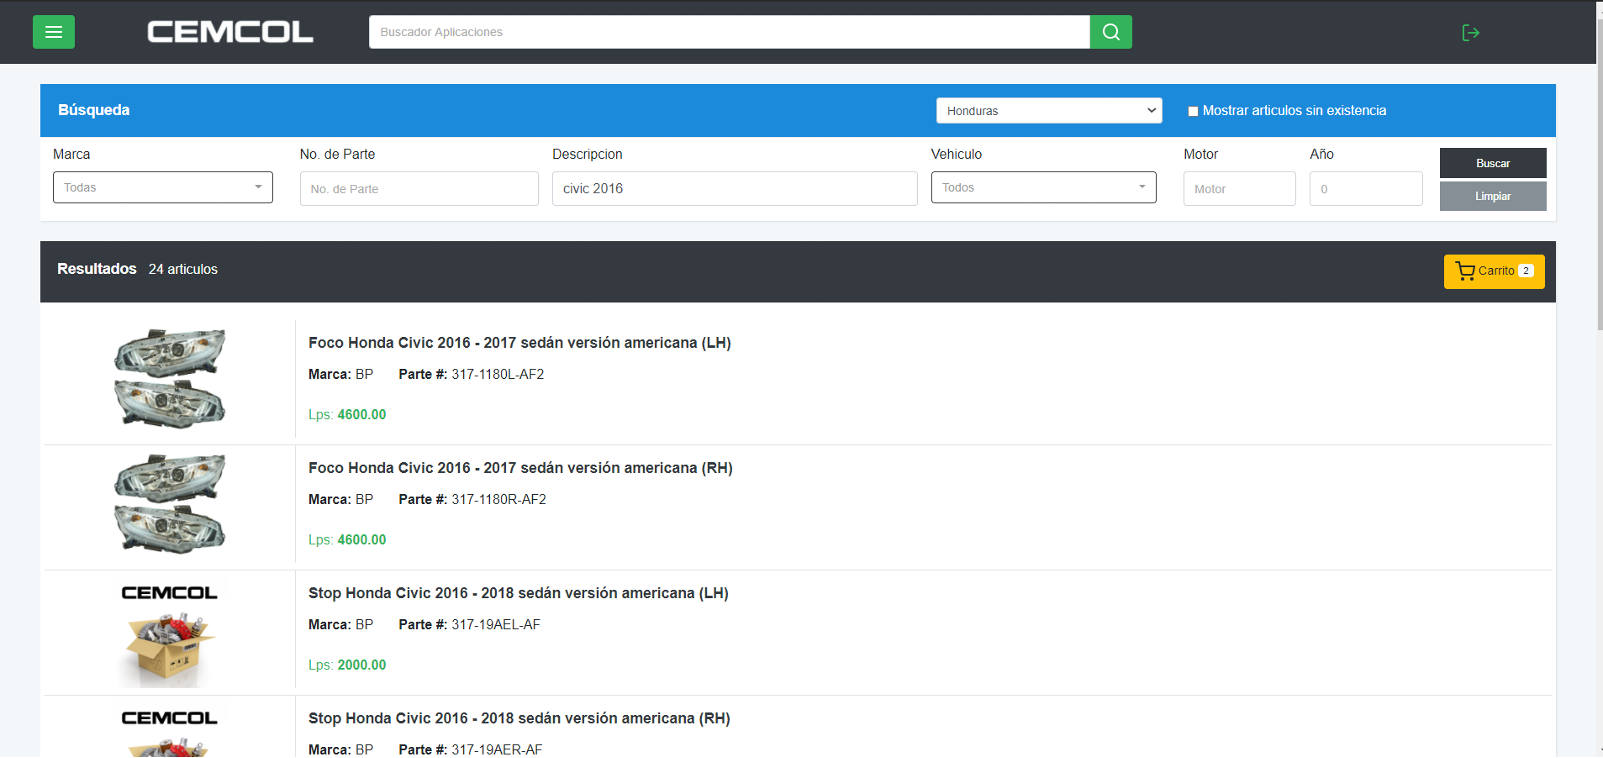 CEMCOL
Buscador Aplicaciones
Búsqueda
Honduras
Mostrar articulos sin existencia
Marca
No. de Parte
Descripcion
Vehiculo
Motor
Año
Todas
No. de Parte
civic 2016
Todos
Motor
0
Buscar
Limpiar
Resultados 24 articulos
Carrito 2
Foco Honda Civic 2016 - 2017 sedán versión americana (LH)
Marca: BP Parte #: 317-1180L-AF2
Lps: 4600.00
Foco Honda Civic 2016 - 2017 sedán versión americana (RH)
Marca: BP Parte #: 317-1180R-AF2
Lps: 4600.00
CEMCOL
Stop Honda Civic 2016 - 2018 sedán versión americana (LH)
Marca: BP Parte #: 317-19AEL-AF
Lps: 2000.00
CEMCOL
Stop Honda Civic 2016 - 2018 sedán versión americana (RH)
Marca: BP Parte #: 317-19AER-AF